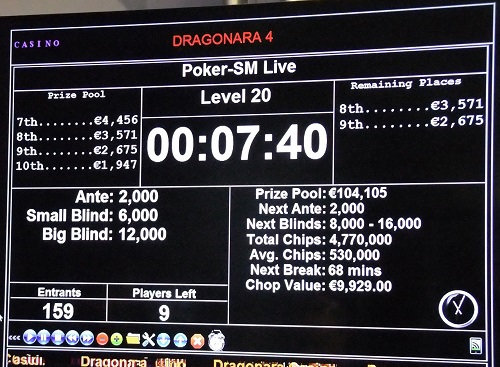 CASINO
DRAGONARA 4
Poker-SM Live
Prize Pool
7th........€4,456
8th........€3,571
9th........€2,675
10th.......€1,947
Level 20
00:07:40
Remaining Places
8th........€3,571
9th........€2,675
Ante: 2,000
Small Blind: 6,000
Big Blind: 12,000
Prize Pool: €104,105
Next Ante: 2,000
Next Blinds: 8,000 - 16,000
Total Chips: 4,770,000
Avg. Chips: 530,000
Next Break: 68 mins
Chop Value: €9,929.00
Entrants
159
Players Left
9
Dragonara